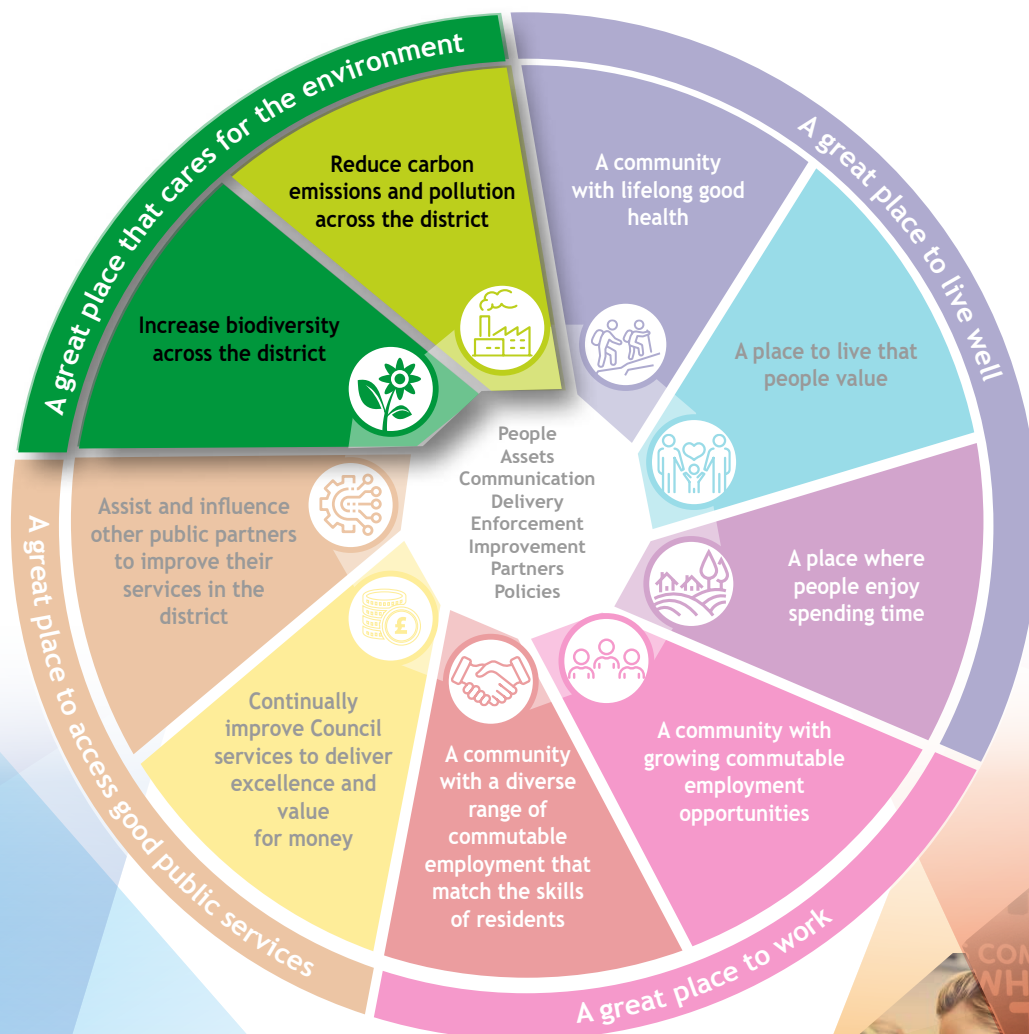 A great place that cares for the environment
Reduce carbon
emissions and pollution
across the district
Increase biodiversity
across the district
A great place to live well
A community
with lifelong good
health
A place to live that
people value
A place where
people enjoy
spending time
A great place to work
A community with
growing commutable
employment
opportunities
A community
with a diverse
range of
commutable
employment that
match the skills
of residents
A great place to access good public services
Continually
improve Council
services to deliver
excellence and
value
for money
£
Assist and influence
other public partners
to improve their
services in the
district
People
Assets
Communication
Delivery
Enforcement
Improvement
Partners
Policies